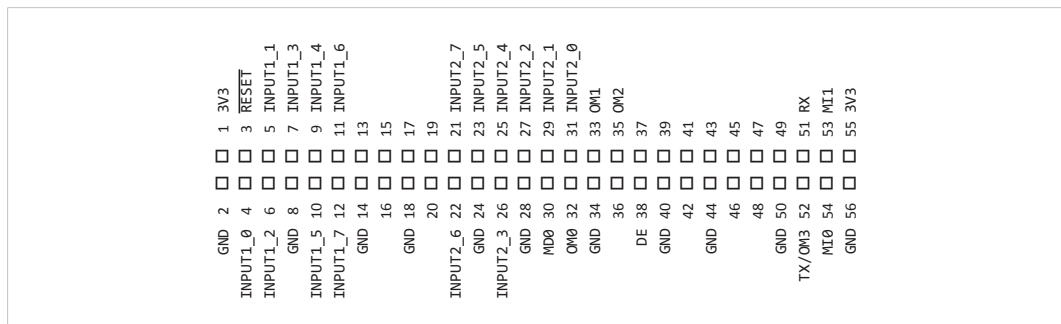 1 3V3
3 RESET
5 INPUT1_1
7 INPUT1_3
9 INPUT1_4
11 INPUT1_6
13
15
17
19
21 INPUT2_7
23 INPUT2_5
25 INPUT2_4
27 INPUT2_2
29 INPUT2_1
31 INPUT2_0
33 OM1
35 OM2
37
39
41
43
45
47
49
51 RX
53 MI1
55 3V3
GND 2
INPUT1_0 4
INPUT1_2 6
GND 8
INPUT1_5 10
INPUT1_7 12
GND 14
16
GND 18
20
INPUT2_6 22
GND 24
INPUT2_3 26
GND 28
MD0 30
OM0 32
GND 34
36
DE 38
GND 40
42
GND 44
46
48
GND 50
TX/OM3 52
MI0 54
GND 56